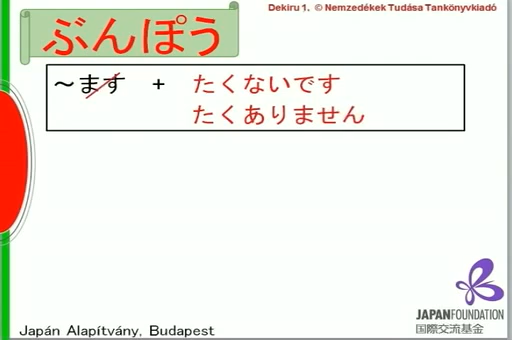 Dekiru 1, © Nemzedékek Tudása Tankönyvkiadó
ぶんぽう
～ます + たくないです
たくありません
JAPANFOUNDATION
国際交流基金
Japán Alapítvány, Budapest